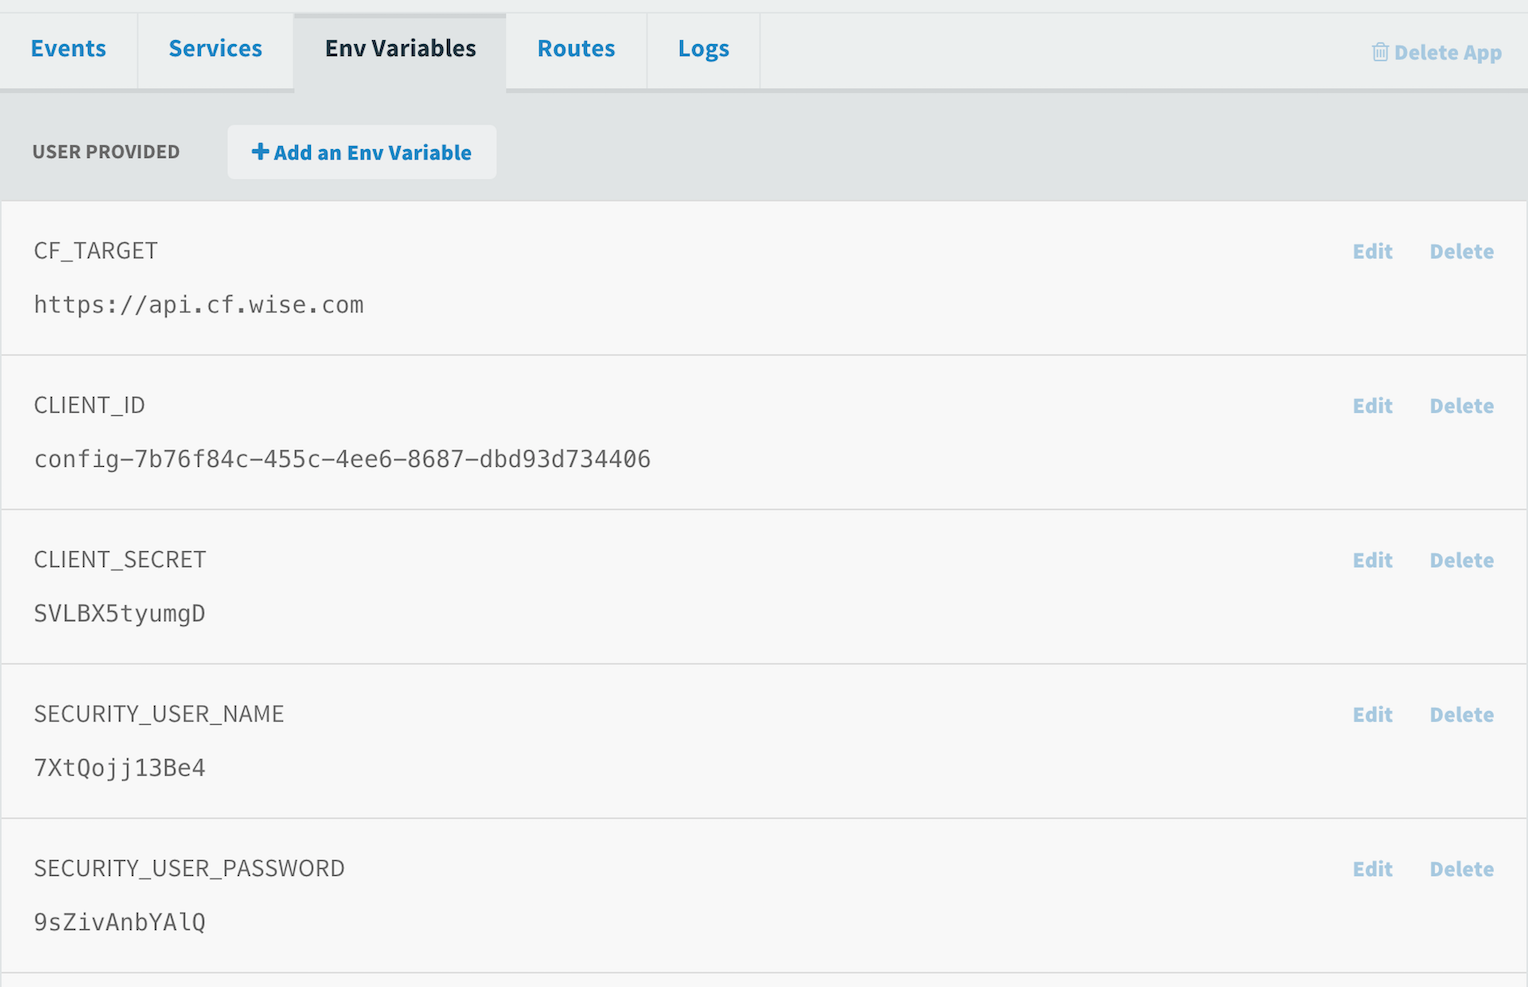 Events Services Env Variables Routes Logs Delete App
USER PROVIDED + Add an Env Variable
CF_TARGET Edit Delete
https://api.cf.wise.com
CLIENT_ID Edit Delete
config-7b76f84c-455c-4ee6-8687-dbd93d734406
CLIENT_SECRET Edit Delete
SVLBX5tyumgD
SECURITY_USER_NAME Edit Delete
7XtQojj13Be4
SECURITY_USER_PASSWORD Edit Delete
9sZivAnbYAlQ